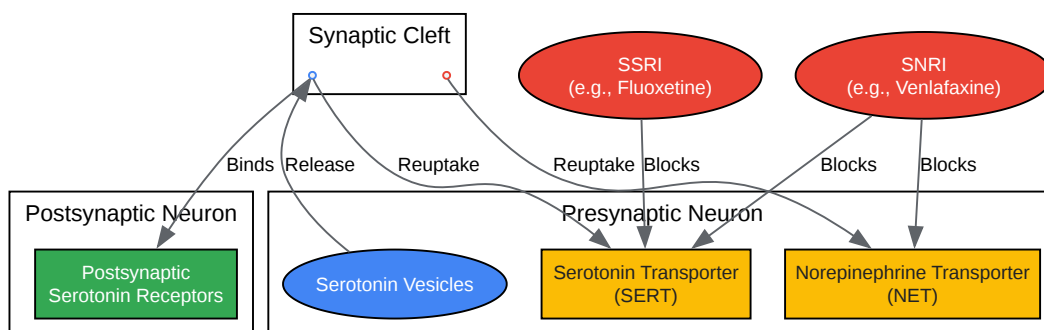 Synaptic Cleft
SSRI
(e.g., Fluoxetine)
SNRI
(e.g., Venlafaxine)
Binds
Release
Reuptake
Reuptake
Blocks
Blocks
Blocks
Postsynaptic Neuron
Presynaptic Neuron
Postsynaptic
Serotonin Receptors
Serotonin Vesicles
Serotonin Transporter
(SERT)
Norepinephrine Transporter
(NET)